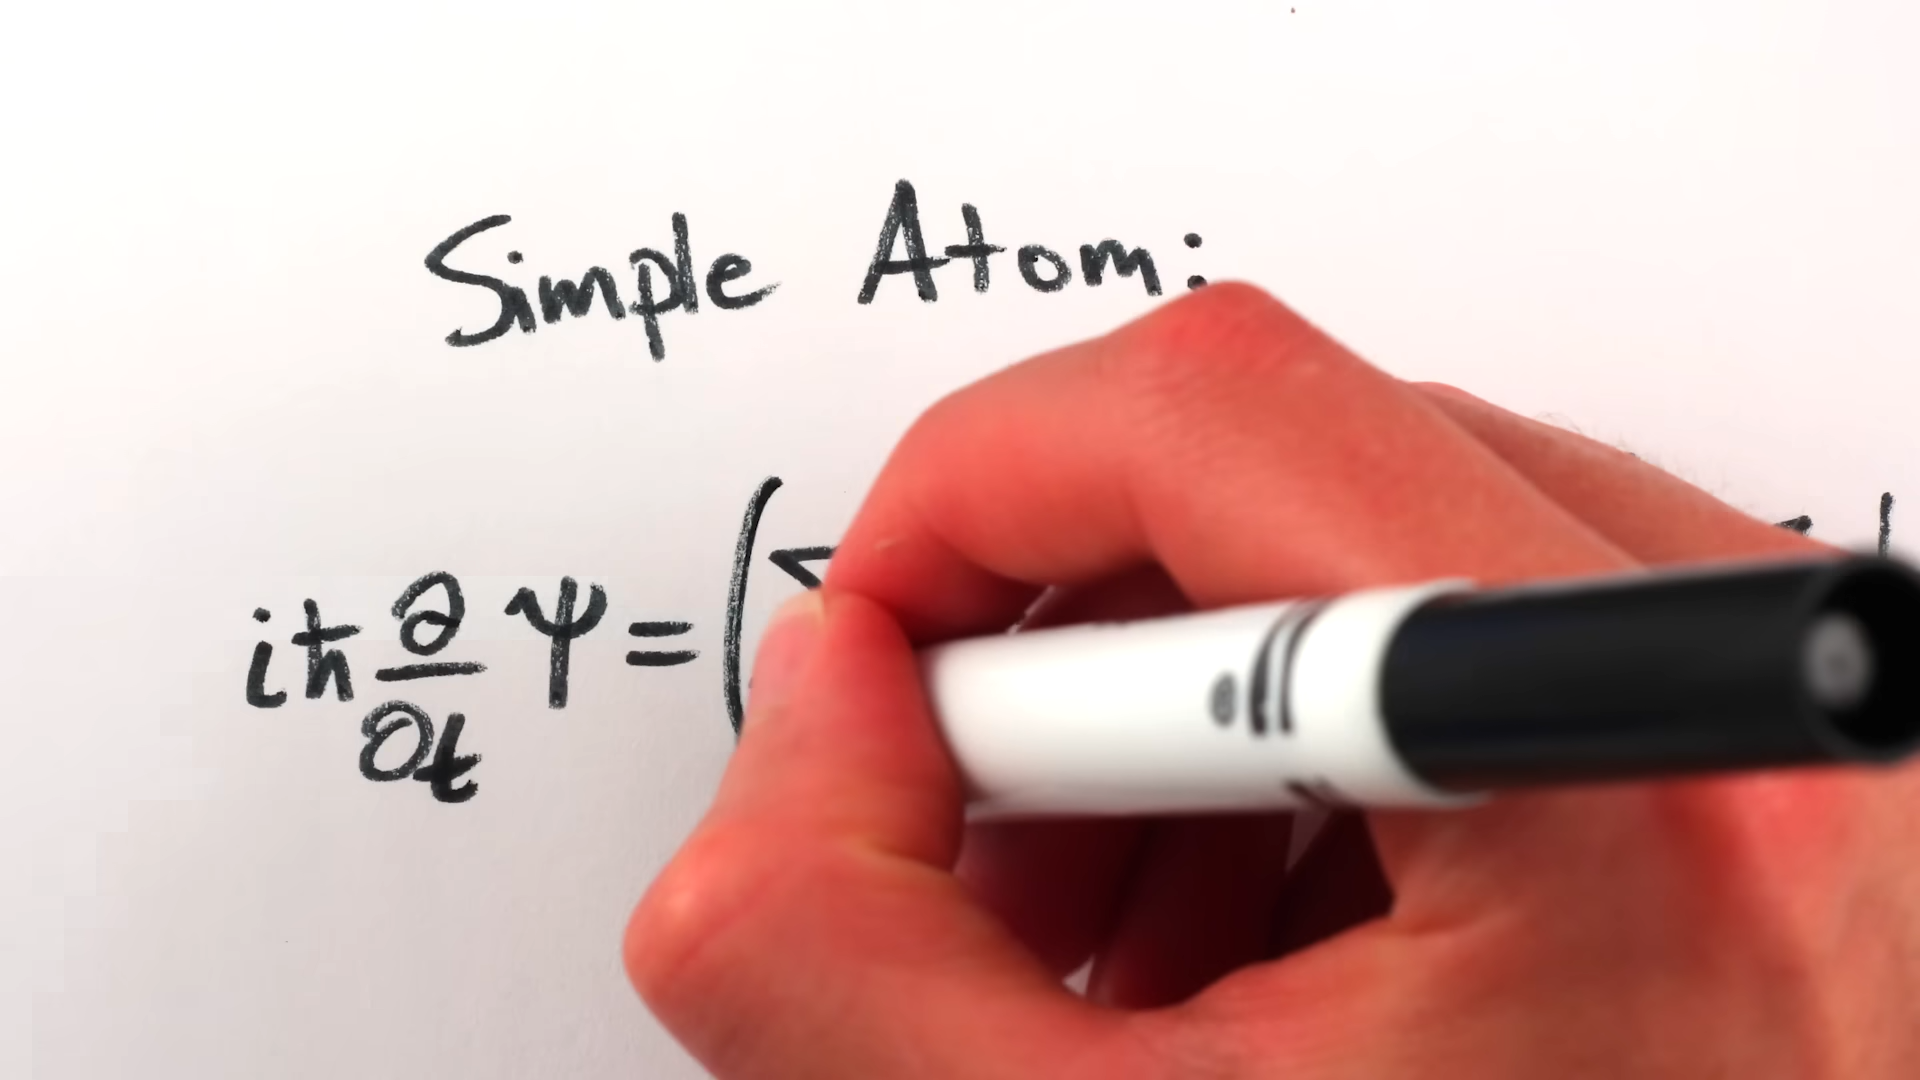 Simple Atom:
iħ ∂/∂t ψ = (